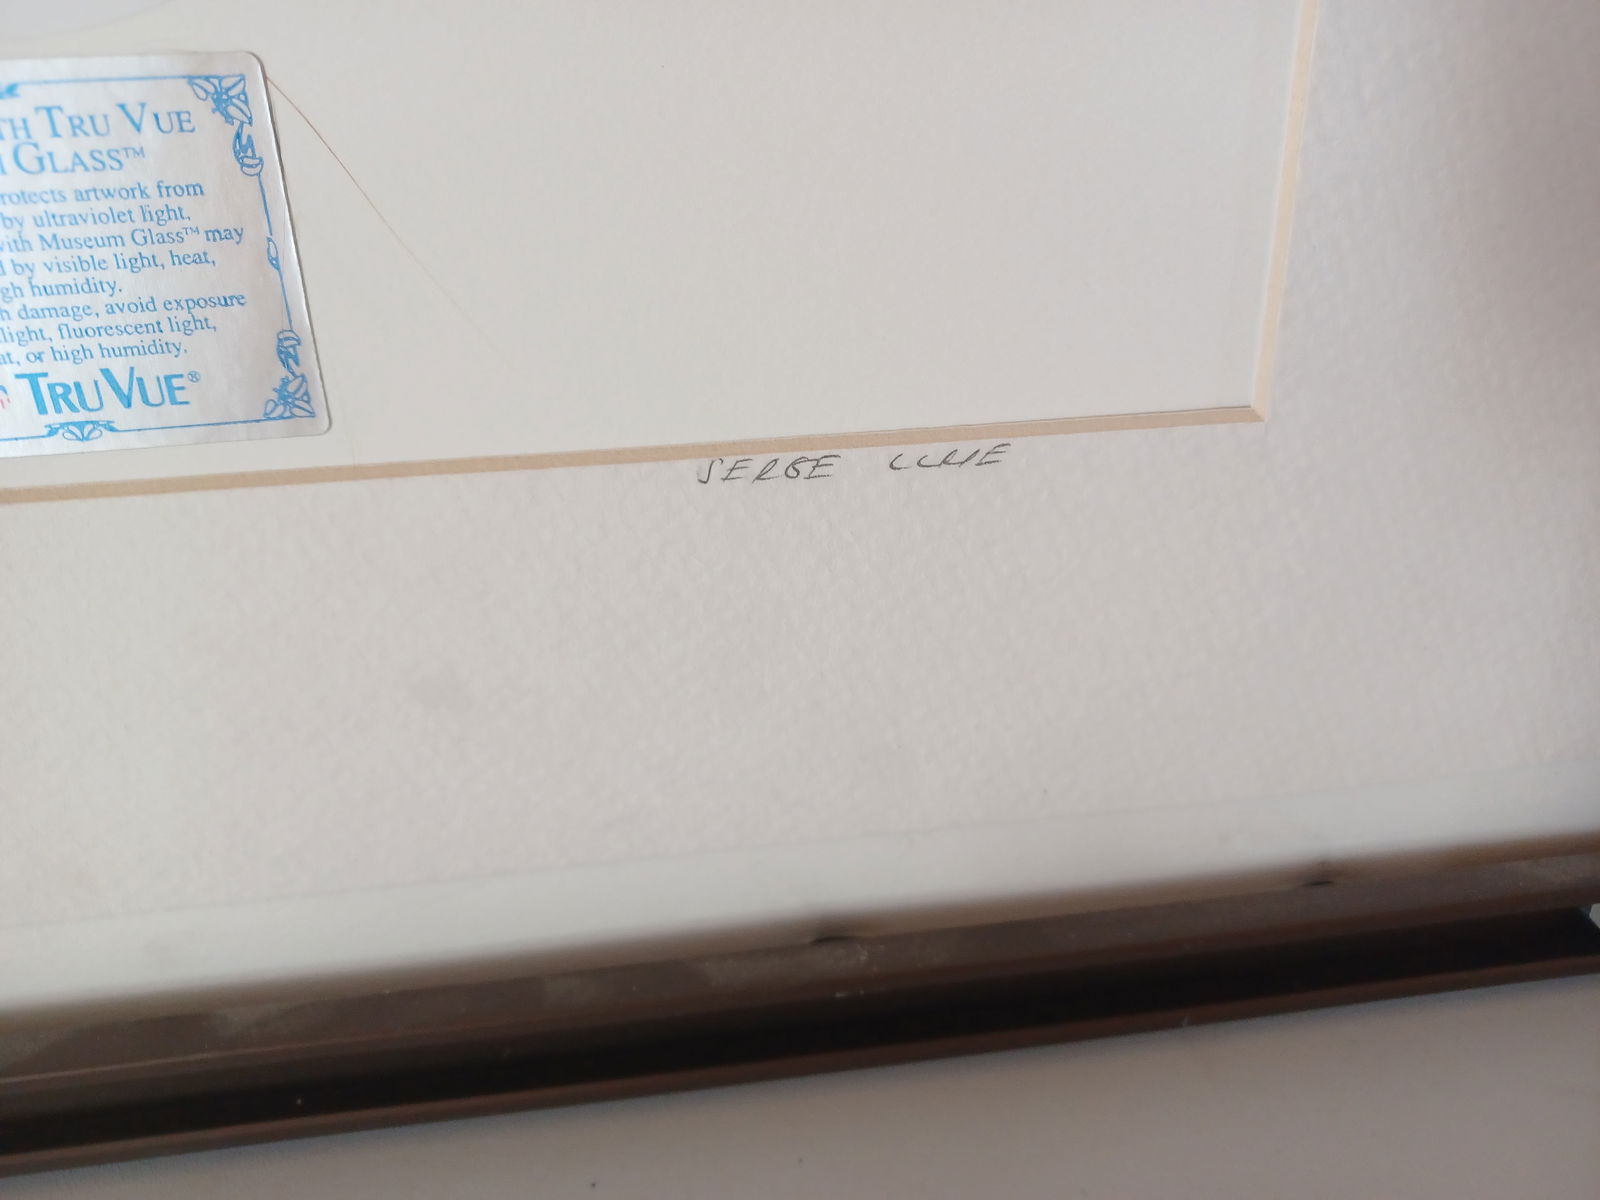 TH TRU VUE
GLASS™
rotects artwork from
by ultraviolet light.
with Museum Glass™ may
d by visible light, heat,
gh humidity.
h damage, avoid exposure
light, fluorescent light,
at, or high humidity.
TRU VUE®
SERGE